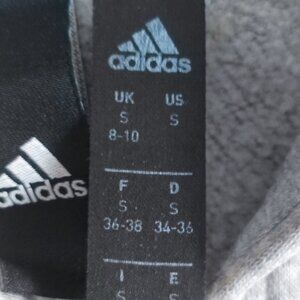 adidas
UK US
S S
8-10
F D
S S
36-38 34-36
I E
S S
adidas